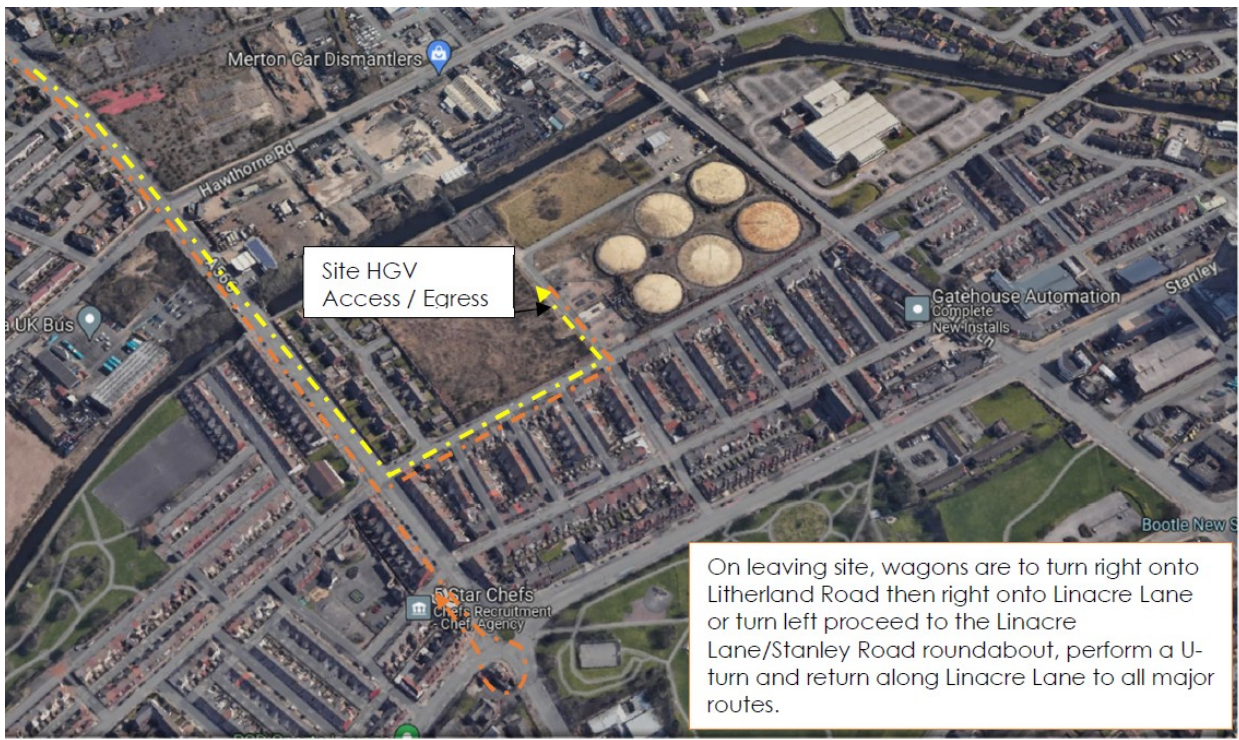 Merton Car Dismantlers
Hawthorne Rd
Site HGV
Access / Egress
UK Bus
Gatehouse Automation
Complete
New Installs
Stanley
Bootle New S
5 Star Chefs
Chefs Recruitment
- Chef Agency
On leaving site, wagons are to turn right onto
Litherland Road then right onto Linacre Lane
or turn left proceed to the Linacre
Lane/Stanley Road roundabout, perform a U-
turn and return along Linacre Lane to all major
routes.